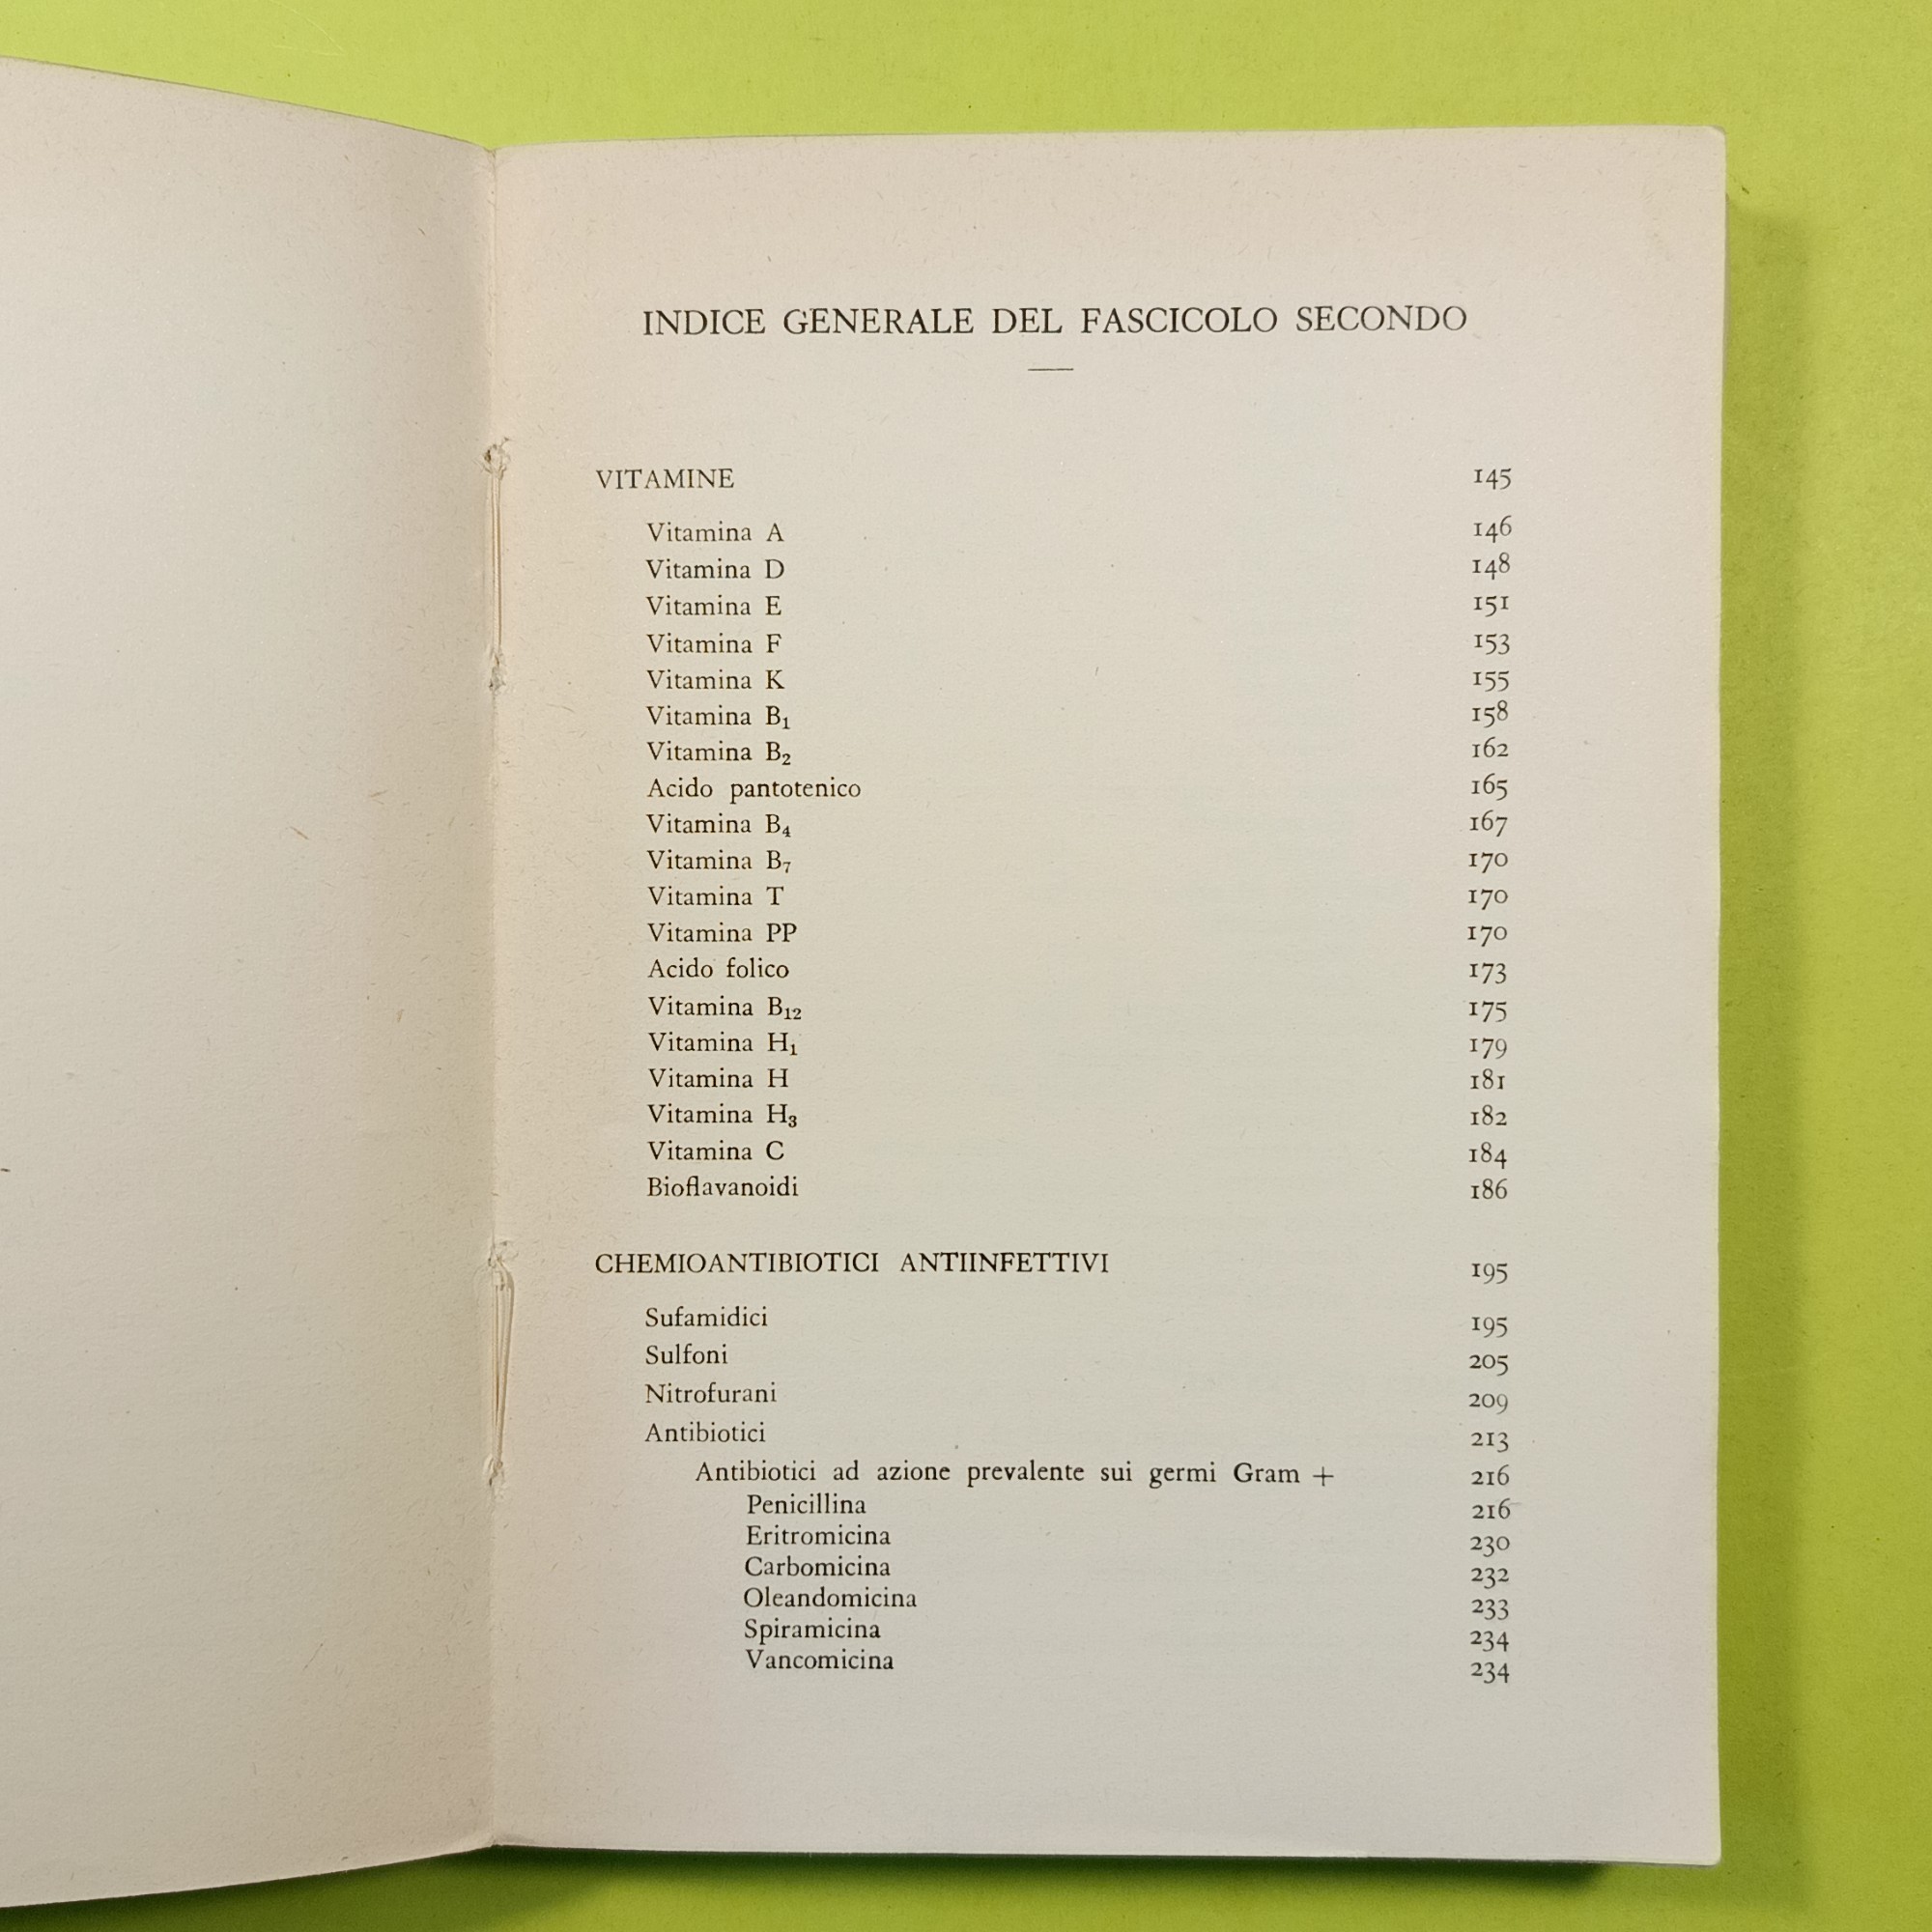 INDICE GENERALE DEL FASCICOLO SECONDO
VITAMINE 145
Vitamina A 146
Vitamina D 148
Vitamina E 151
Vitamina F 153
Vitamina K 155
Vitamina B₁ 158
Vitamina B₂ 162
Acido pantotenico 165
Vitamina B₄ 167
Vitamina B₇ 170
Vitamina T 170
Vitamina PP 170
Acido folico 173
Vitamina B₁₂ 175
Vitamina H₁ 179
Vitamina H 181
Vitamina H₃ 182
Vitamina C 184
Bioflavanoidi 186
CHEMIOANTIBIOTICI ANTIINFETTIVI 195
Sufamidici 195
Sulfoni 205
Nitrofurani 209
Antibiotici 213
Antibiotici ad azione prevalente sui germi Gram + 216
Penicillina 216
Eritromicina 230
Carbomicina 232
Oleandomicina 233
Spiramicina 234
Vancomicina 234